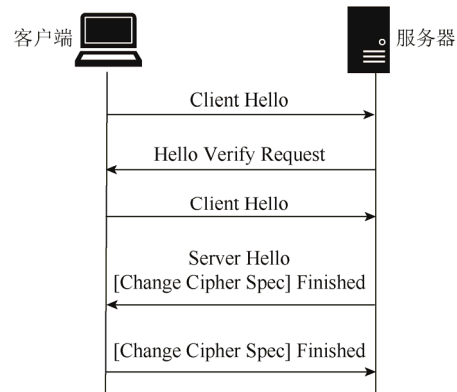 客户端
服务器
Client Hello
Hello Verify Request
Client Hello
Server Hello
[Change Cipher Spec] Finished
[Change Cipher Spec] Finished